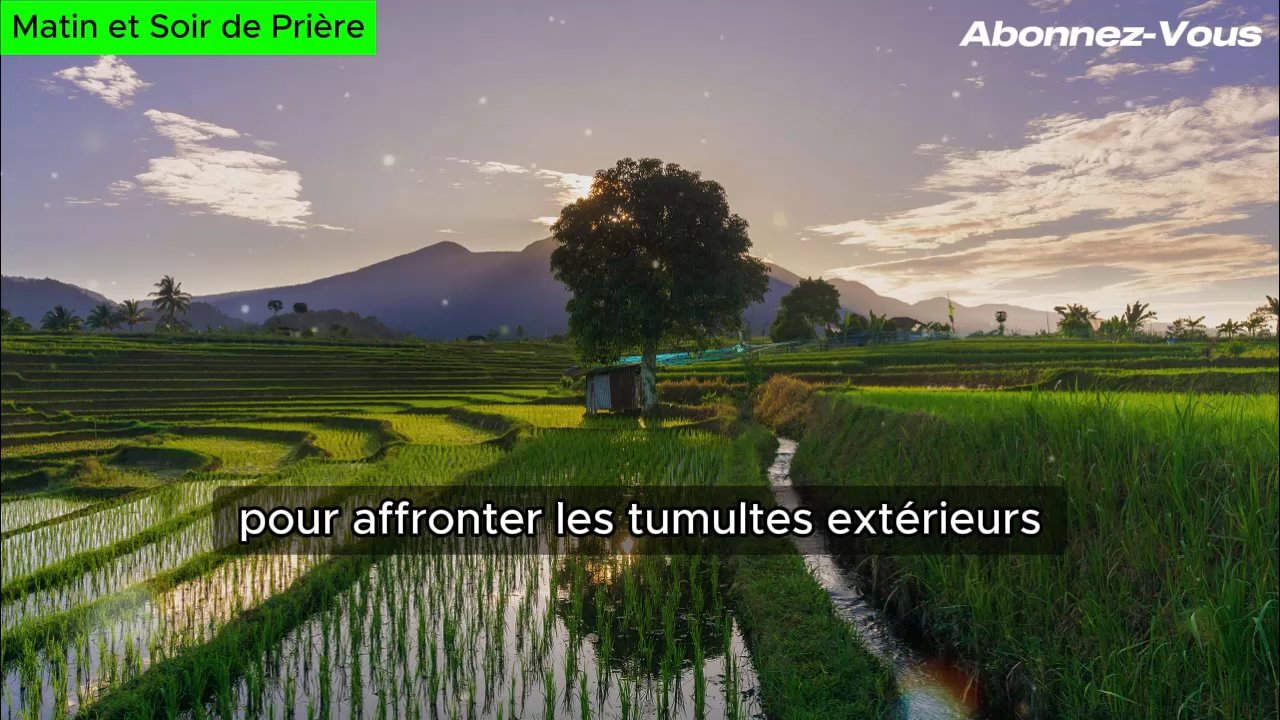 Matin et Soir de Prière
Abonnez-Vous
pour affronter les tumultes extérieurs